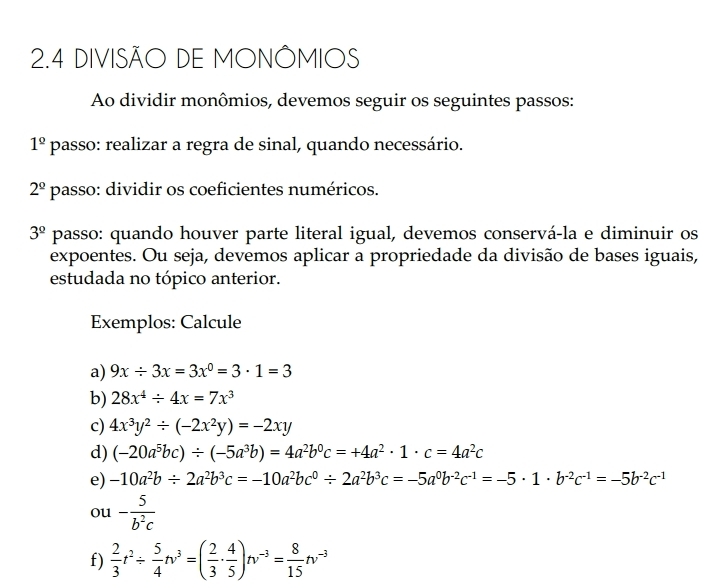 2.4 DIVISÃO DE MONÔMIOS
Ao dividir monômios, devemos seguir os seguintes passos:
1º passo: realizar a regra de sinal, quando necessário.
2º passo: dividir os coeficientes numéricos.
3º passo: quando houver parte literal igual, devemos conservá-la e diminuir os
expoentes. Ou seja, devemos aplicar a propriedade da divisão de bases iguais,
estudada no tópico anterior.
Exemplos: Calcule
a) 9x ÷ 3x = 3x⁰ = 3 · 1 = 3
b) 28x⁴ ÷ 4x = 7x³
c) 4x³y² ÷ (–2x²y) = –2xy
d) (–20a⁵bc) ÷ (–5a³b) = 4a²b⁰c = +4a² · 1 · c = 4a²c
e) –10a²b ÷ 2a²b³c = –10a²bc⁰ ÷ 2a²b³c = –5a⁰b⁻²c⁻¹ = –5 · 1 · b⁻²c⁻¹ = –5b⁻²c⁻¹
ou –5/b²c
f) 2/3 t² ÷ 5/4 tv³ = (2/3 · 4/5) tv⁻³ = 8/15 tv⁻³